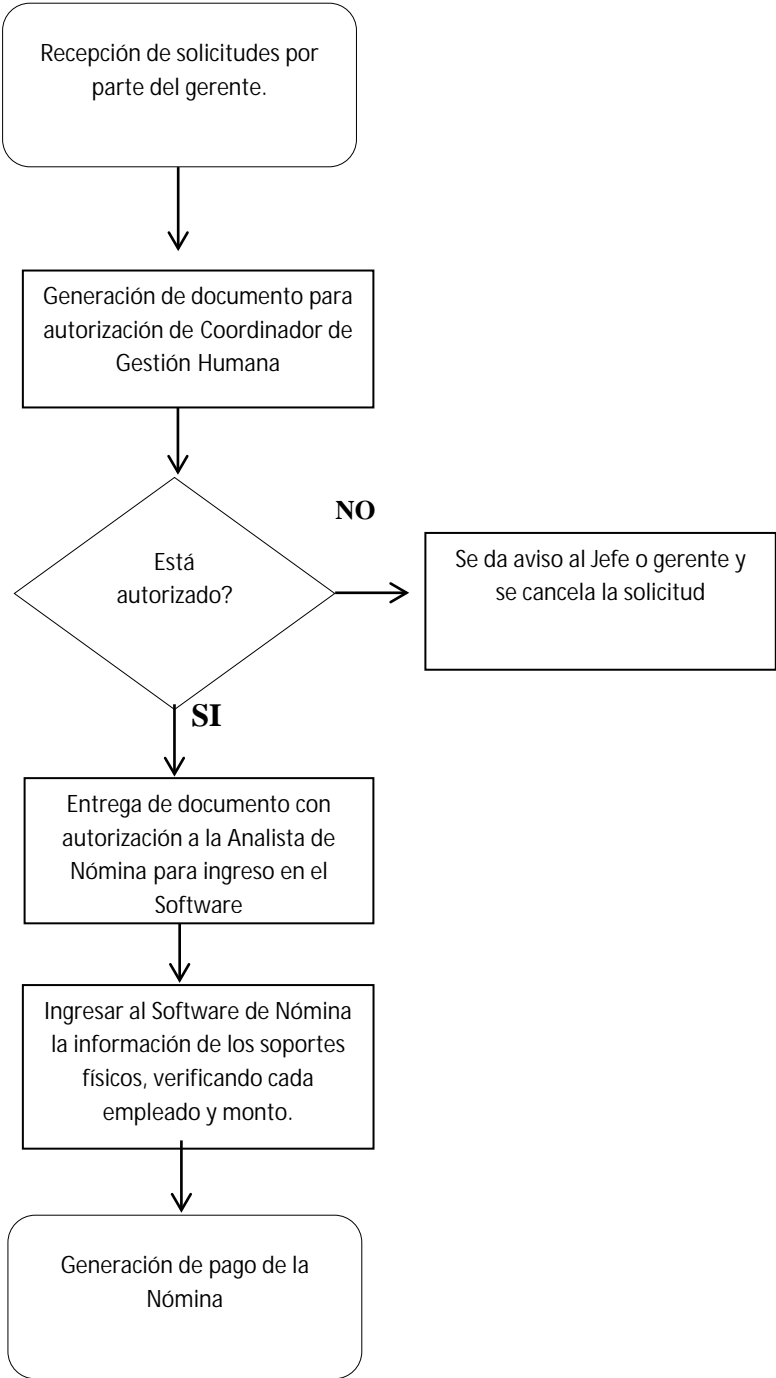 Recepción de solicitudes por
parte del gerente.
Generación de documento para
autorización de Coordinador de
Gestión Humana
Está
autorizado?
NO
Se da aviso al Jefe o gerente y
se cancela la solicitud
SI
Entrega de documento con
autorización a la Analista de
Nómina para ingreso en el
Software
Ingresar al Software de Nómina
la información de los soportes
físicos, verificando cada
empleado y monto.
Generación de pago de la
Nómina